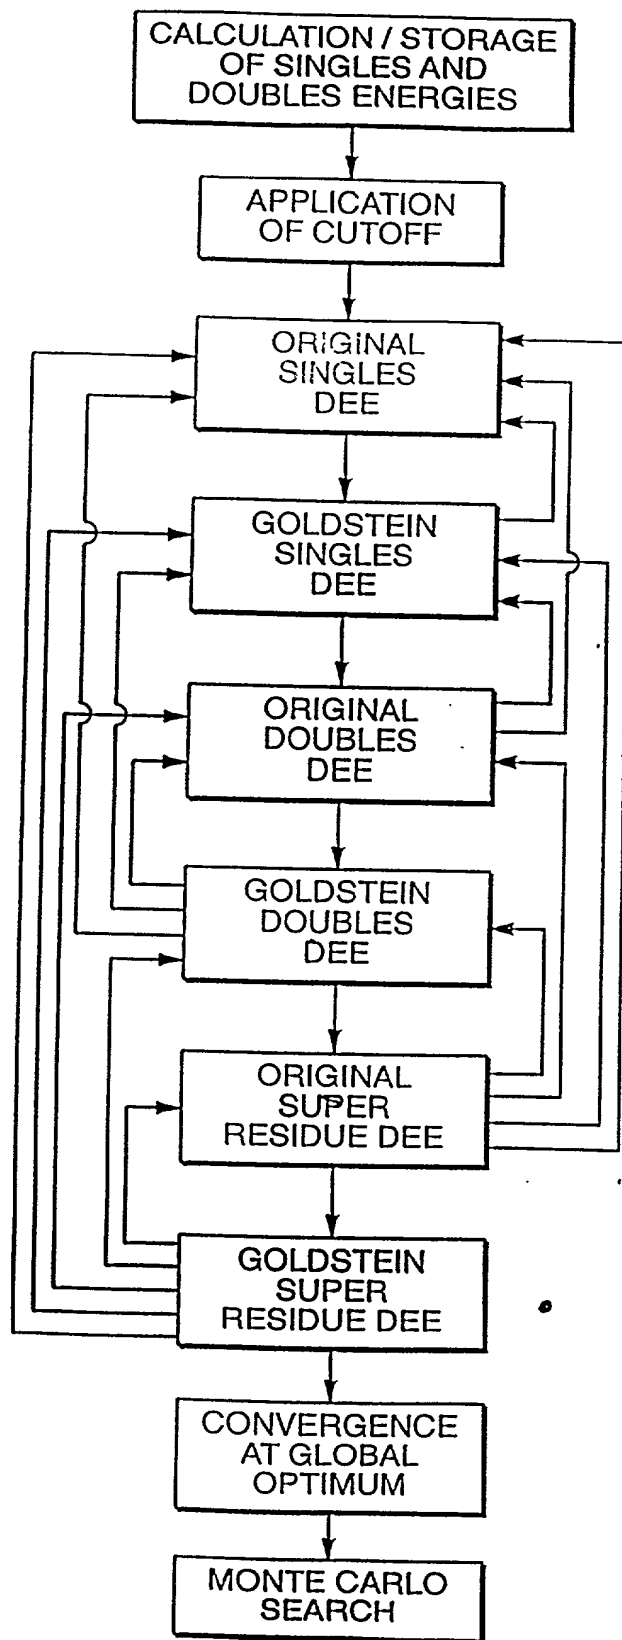 CALCULATION / STORAGE
OF SINGLES AND
DOUBLES ENERGIES
APPLICATION
OF CUTOFF
ORIGINAL
SINGLES
DEE
GOLDSTEIN
SINGLES
DEE
ORIGINAL
DOUBLES
DEE
GOLDSTEIN
DOUBLES
DEE
ORIGINAL
SUPER
RESIDUE DEE
GOLDSTEIN
SUPER
RESIDUE DEE
CONVERGENCE
AT GLOBAL
OPTIMUM
MONTE CARLO
SEARCH